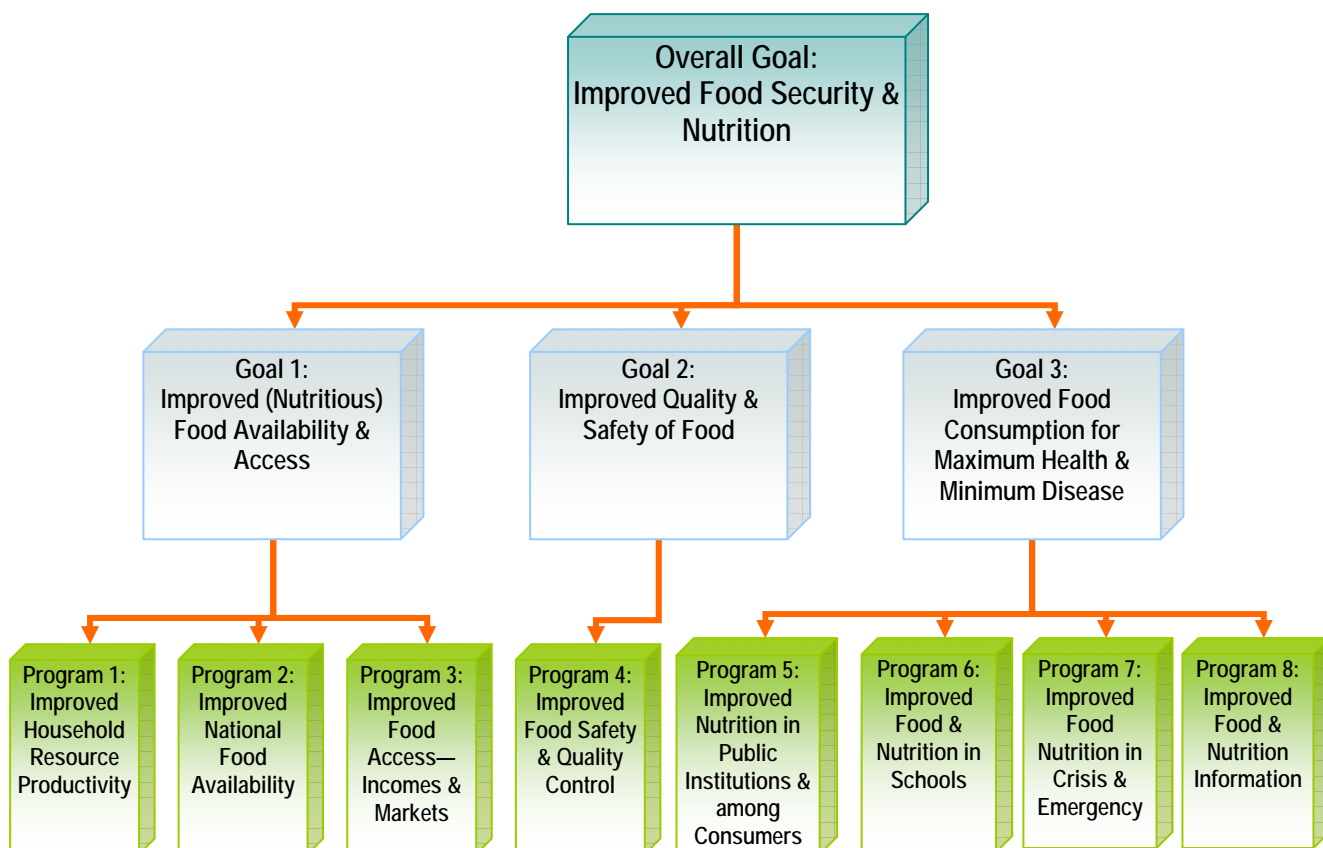 Overall Goal:
Improved Food Security &
Nutrition
Goal 1:
Improved (Nutritious)
Food Availability &
Access
Goal 2:
Improved Quality &
Safety of Food
Goal 3:
Improved Food
Consumption for
Maximum Health &
Minimum Disease
Program 1:
Improved
Household
Resource
Productivity
Program 2:
Improved
National
Food
Availability
Program 3:
Improved
Food
Access—
Incomes &
Markets
Program 4:
Improved
Food Safety
& Quality
Control
Program 5:
Improved
Nutrition in
Public
Institutions &
among
Consumers
Program 6:
Improved
Food &
Nutrition in
Schools
Program 7:
Improved
Food
Nutrition in
Crisis &
Emergency
Program 8:
Improved
Food &
Nutrition
Information